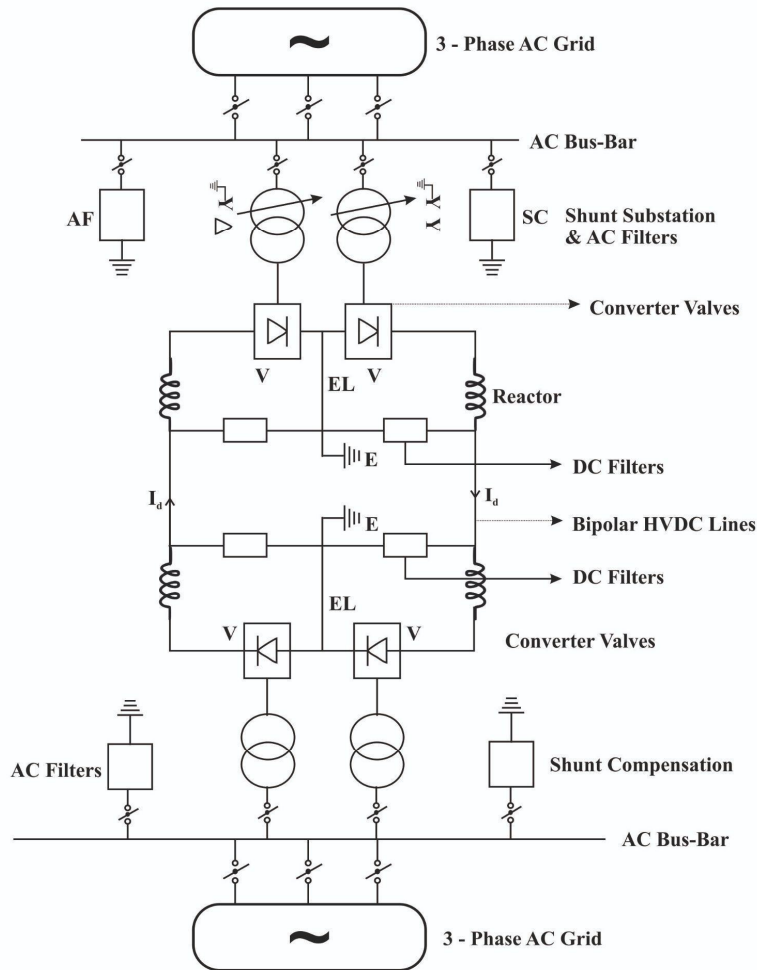 3 - Phase AC Grid
AC Bus-Bar
AF
Y
Y Y
SC
Shunt Substation
& AC Filters
Converter Valves
V
V
EL
Reactor
E
DC Filters
I_d
I_d
E
Bipolar HVDC Lines
DC Filters
EL
V
V
Converter Valves
AC Filters
Shunt Compensation
AC Bus-Bar
3 - Phase AC Grid